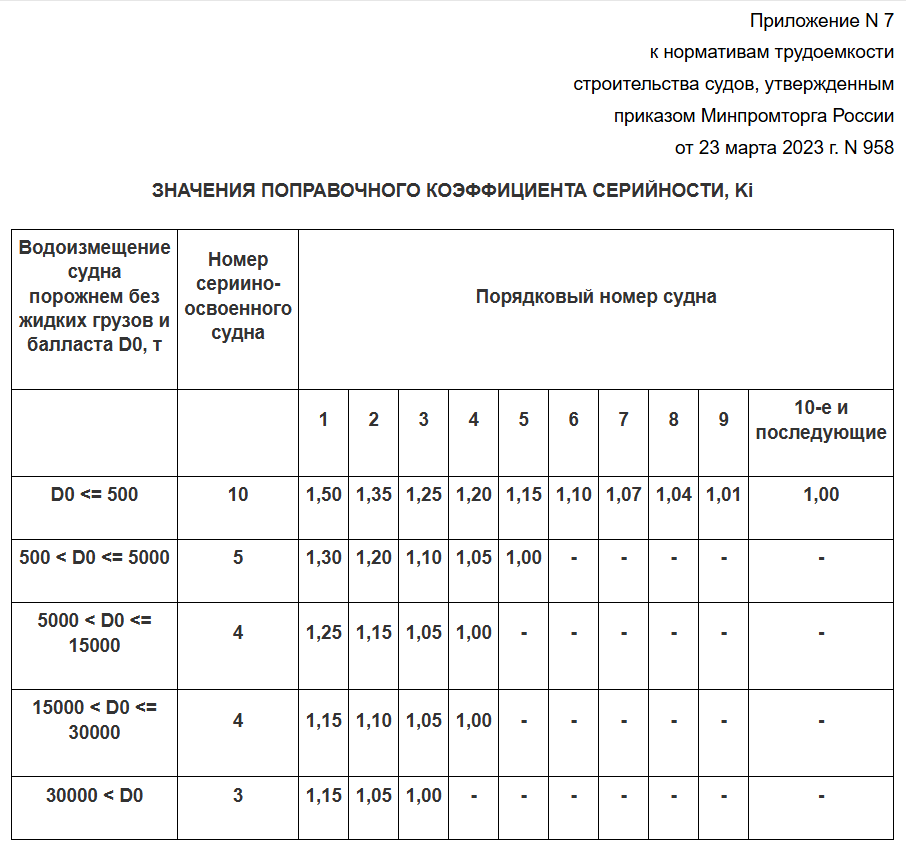 Приложение N 7
к нормативам трудоемкости
строительства судов, утвержденным
приказом Минпромторга России
от 23 марта 2023 г. N 958
ЗНАЧЕНИЯ ПОПРАВОЧНОГО КОЭФФИЦИЕНТА СЕРИЙНОСТИ, Ki
Водоизмещение
судна
порожнем без
жидких грузов и
балласта D0, т
Номер
сериино-
освоенного
судна
Порядковый номер судна
1 2 3 4 5 6 7 8 9 10-е и
последующие
D0 <= 500 10 1,50 1,35 1,25 1,20 1,15 1,10 1,07 1,04 1,01 1,00
500 < D0 <= 5000 5 1,30 1,20 1,10 1,05 1,00 - - - - -
5000 < D0 <=
15000 4 1,25 1,15 1,05 1,00 - - - - - -
15000 < D0 <=
30000 4 1,15 1,10 1,05 1,00 - - - - - -
30000 < D0 3 1,15 1,05 1,00 - - - - - - -